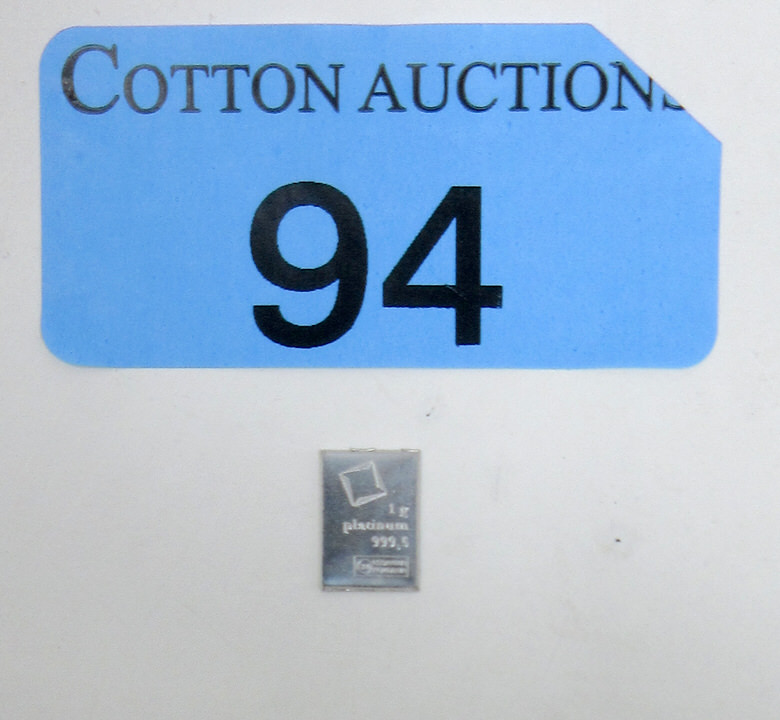 COTTON AUCTIONS
94
1 g
platinum
999,5